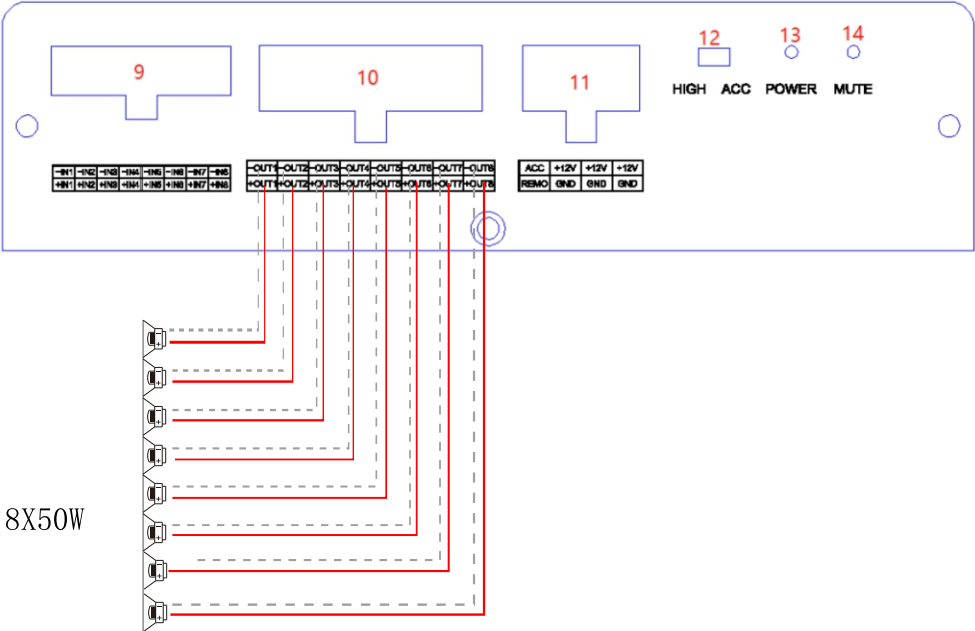 12 13 14
9 10 11
HIGH ACC POWER MUTE
-IN1 -IN2 -IN3 -IN4 -IN5 -IN6 -IN7 -IN8
+IN1 +IN2 +IN3 +IN4 +IN5 +IN6 +IN7 +IN8
-OUT1 -OUT2 -OUT3 -OUT4 -OUT5 -OUT6 -OUT7 -OUT8
+OUT1 +OUT2 +OUT3 +OUT4 +OUT5 +OUT6 +OUT7 +OUT8
ACC +12V +12V +12V
REMO GND GND GND
8X50W